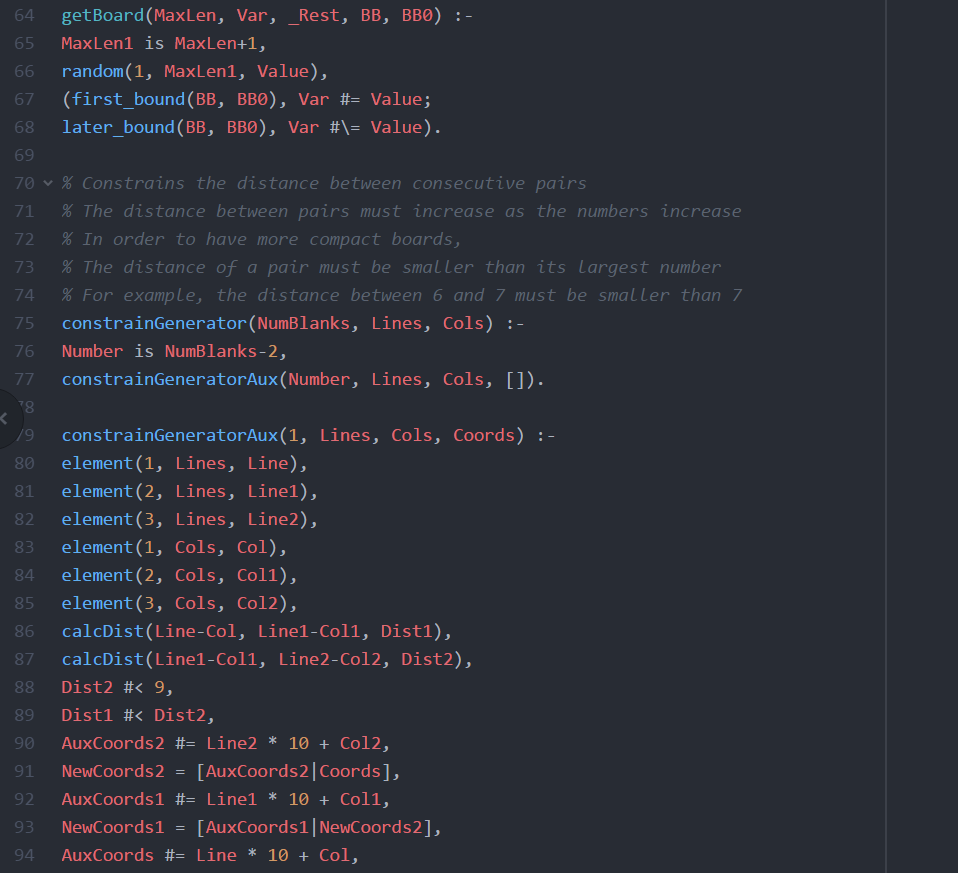 64 getBoard(MaxLen, Var, _Rest, BB, BB0) :-
65 MaxLen1 is MaxLen+1,
66 random(1, MaxLen1, Value),
67 (first_bound(BB, BB0), Var #= Value;
68 later_bound(BB, BB0), Var #\= Value).
69
70 % Constrains the distance between consecutive pairs
71 % The distance between pairs must increase as the numbers increase
72 % In order to have more compact boards,
73 % The distance of a pair must be smaller than its largest number
74 % For example, the distance between 6 and 7 must be smaller than 7
75 constrainGenerator(NumBlanks, Lines, Cols) :-
76 Number is NumBlanks-2,
77 constrainGeneratorAux(Number, Lines, Cols, []).
78
79 constrainGeneratorAux(1, Lines, Cols, Coords) :-
80 element(1, Lines, Line),
81 element(2, Lines, Line1),
82 element(3, Lines, Line2),
83 element(1, Cols, Col),
84 element(2, Cols, Col1),
85 element(3, Cols, Col2),
86 calcDist(Line-Col, Line1-Col1, Dist1),
87 calcDist(Line1-Col1, Line2-Col2, Dist2),
88 Dist2 #< 9,
89 Dist1 #< Dist2,
90 AuxCoords2 #= Line2 * 10 + Col2,
91 NewCoords2 = [AuxCoords2|Coords],
92 AuxCoords1 #= Line1 * 10 + Col1,
93 NewCoords1 = [AuxCoords1|NewCoords2],
94 AuxCoords #= Line * 10 + Col,